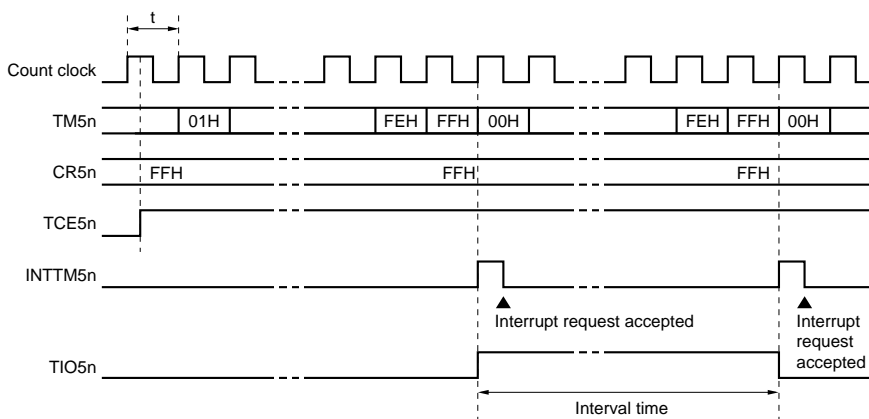 t
Count clock
TM5n 01H FEH FFH 00H FEH FFH 00H
CR5n FFH FFH FFH
TCE5n
INTTM5n
Interrupt request accepted
Interrupt
request
accepted
TIO5n
Interval time